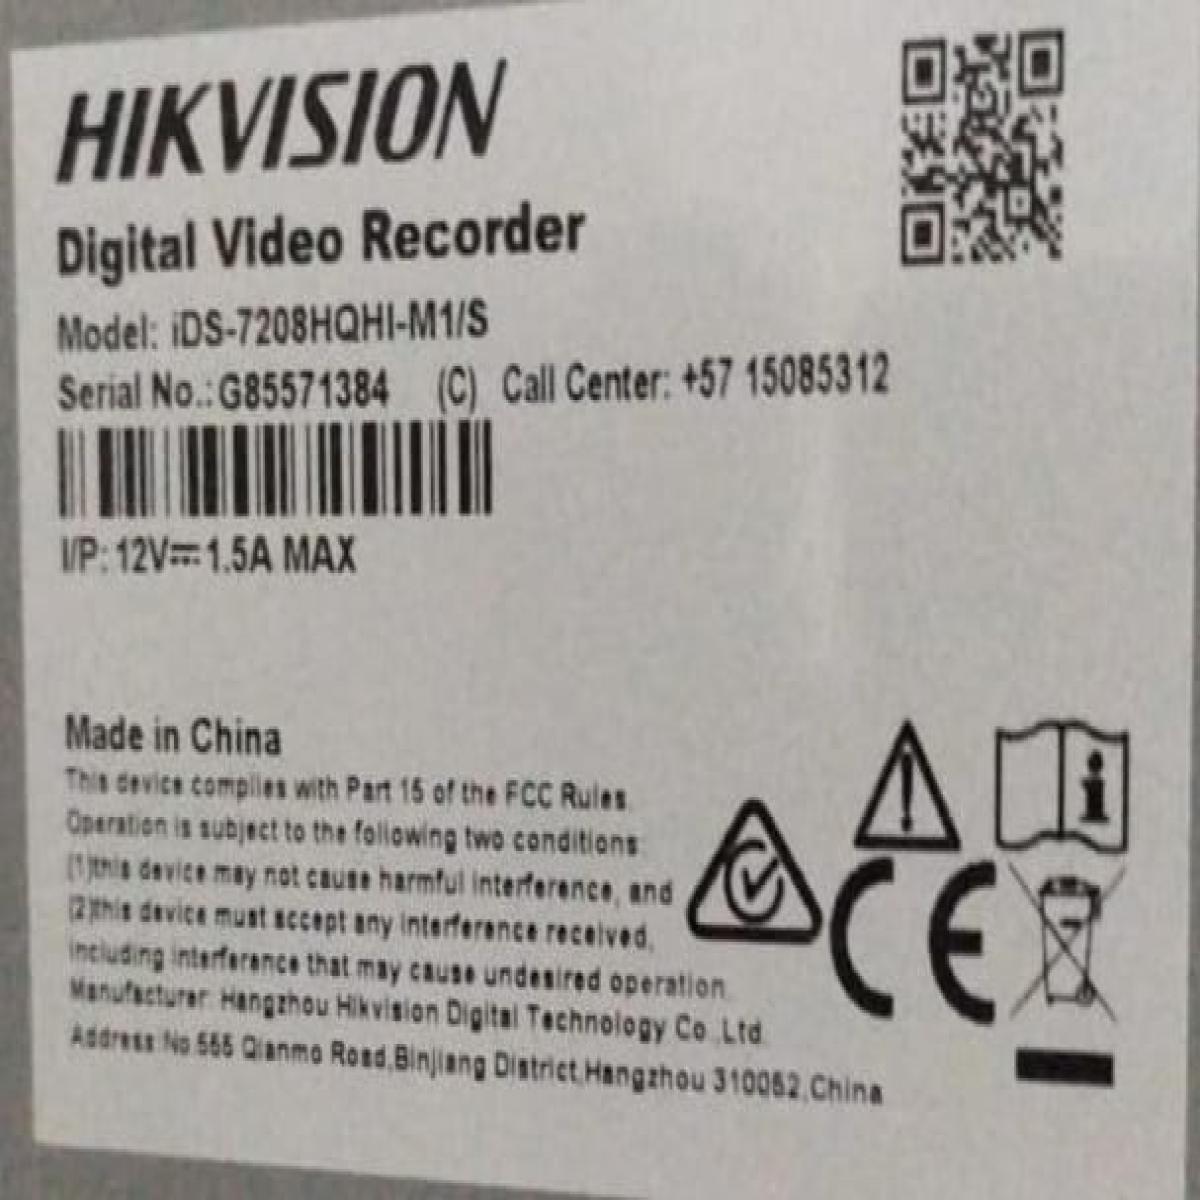 HIKVISION
Digital Video Recorder
Model: iDS-7208HQHI-M1/S
Serial No.:G85571384 (C) Call Center: +57 15085312
I/P: 12V⎓1.5A MAX
Made in China
This device complies with Part 15 of the FCC Rules.
Operation is subject to the following two conditions:
(1)this device may not cause harmful interference, and
(2)this device must accept any interference received,
including interference that may cause undesired operation.
Manufacturer: Hangzhou Hikvision Digital Technology Co.,Ltd.
Address:No.555 Qianmo Road,Binjiang District,Hangzhou 310052,China
CE